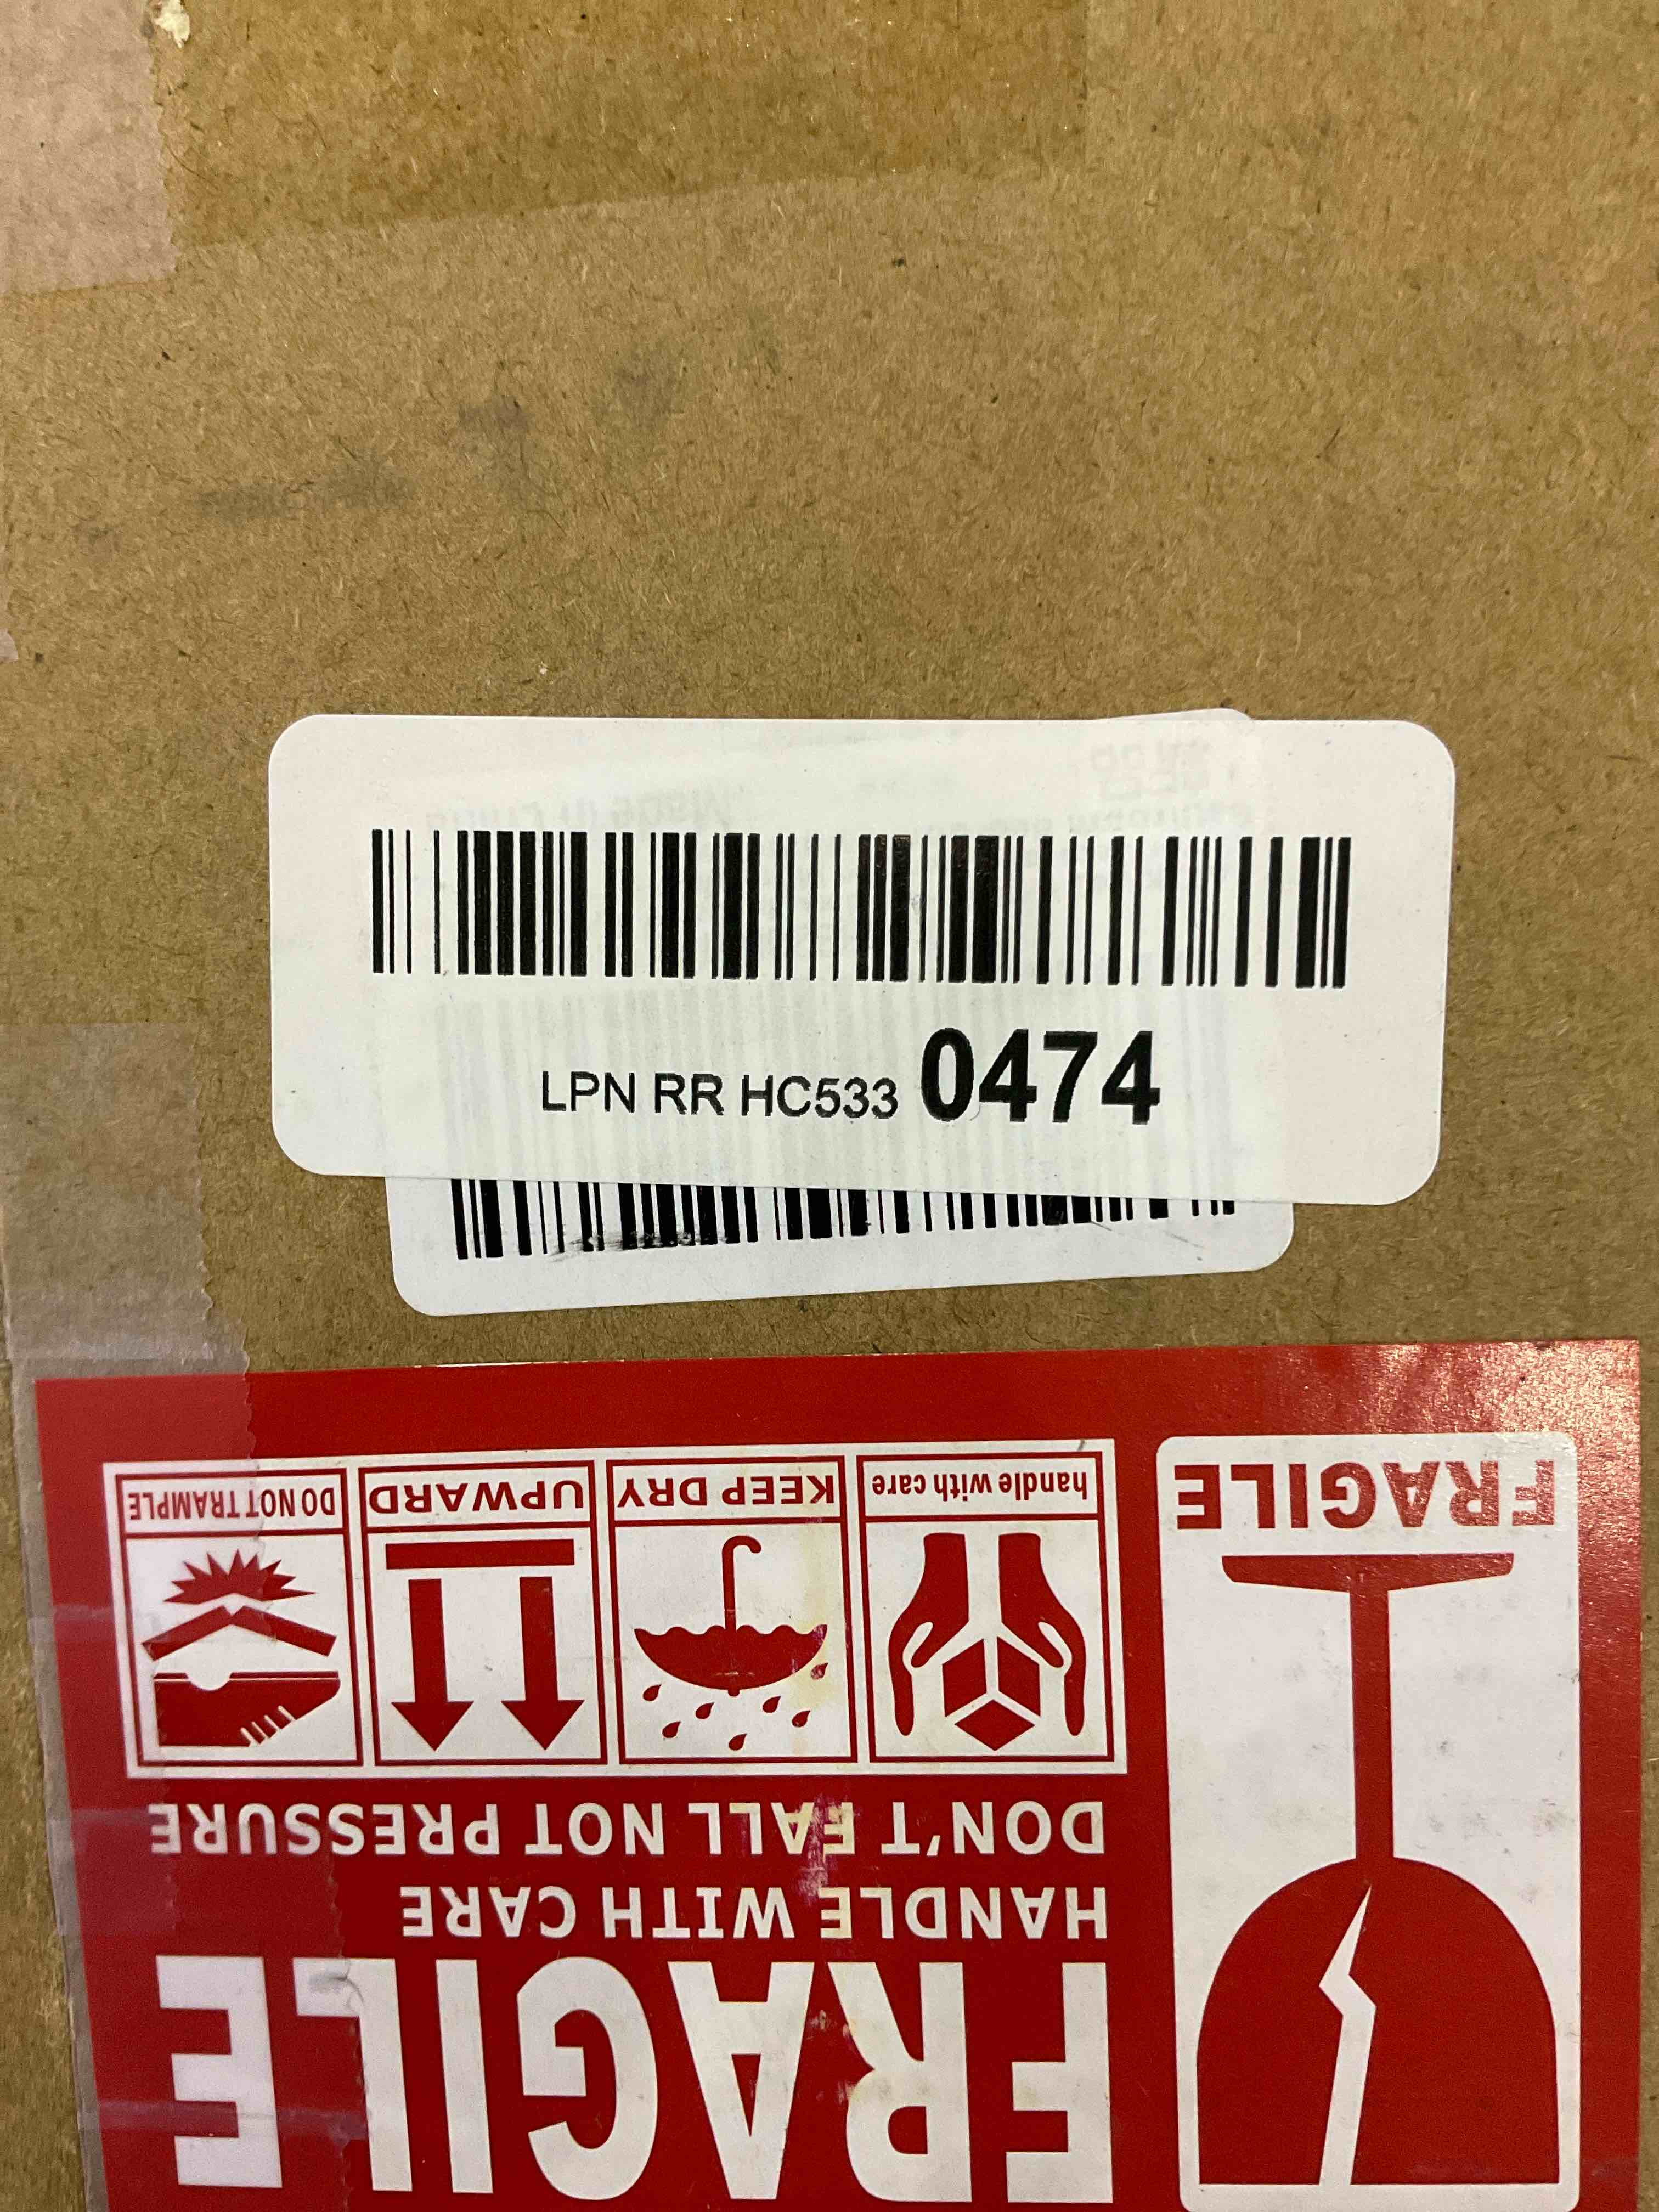 LPN RR HC533 0474
FRAGILE
HANDLE WITH CARE
DON'T FALL NOT PRESSURE
FRAGILE
handle with care
KEEP DRY
UPWARD
DO NOT TRAMPLE